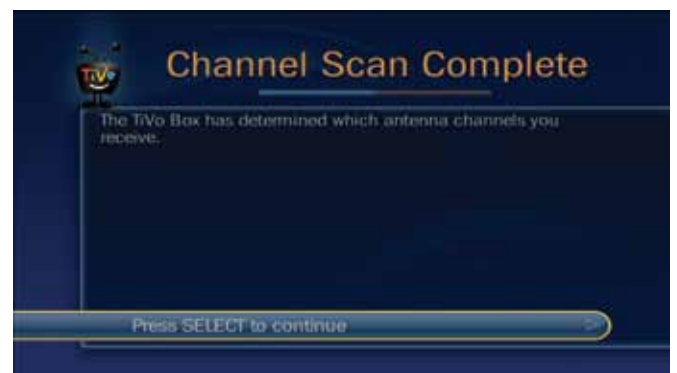 TiVo
Channel Scan Complete
The TiVo Box has determined which antenna channels you
receive.
Press SELECT to continue